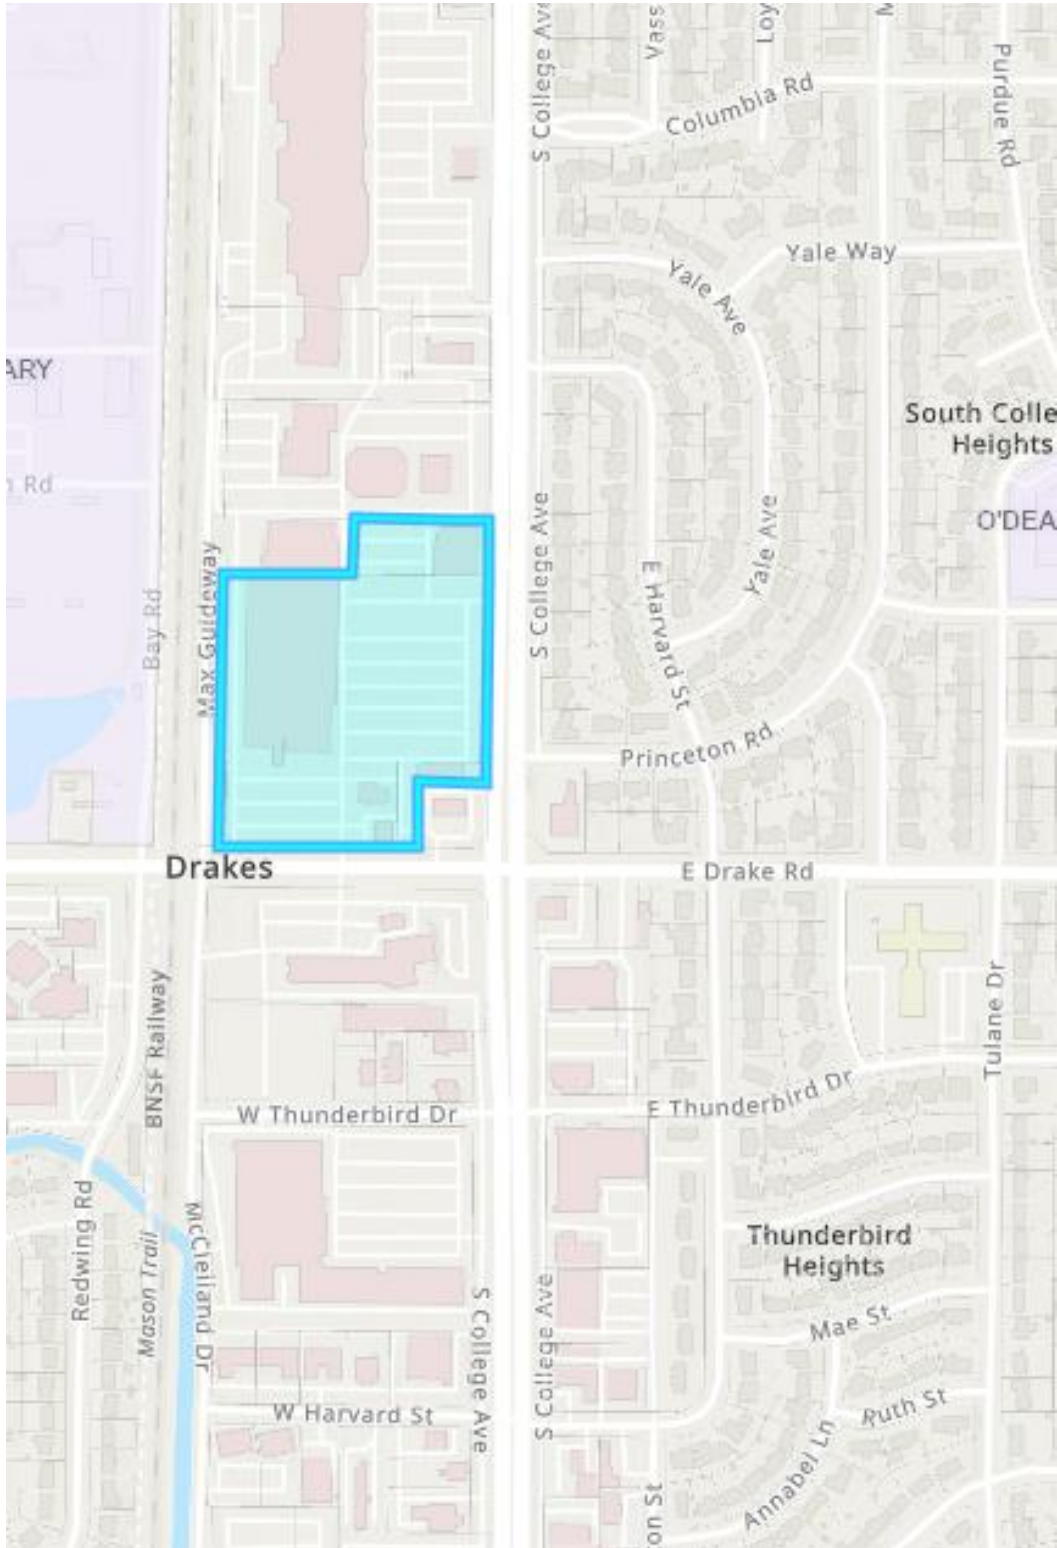 S College Ave
Vass
Loy
Columbia Rd
Purdue Rd
Yale Way
Yale Ave
ARY
South Colle
Heights
Rd
O'DEA
S College Ave
Yale Ave
E Harvard St
Max Guideway
Bay Rd
Princeton Rd
Drakes
E Drake Rd
BNSF Railway
Tulane Dr
W Thunderbird Dr
E Thunderbird Dr
Redwing Rd
Mason Trail
McClelland Dr
Thunderbird
Heights
S College Ave
S College Ave
Mae St
W Harvard St
Ruth St
Annabel Ln
on St